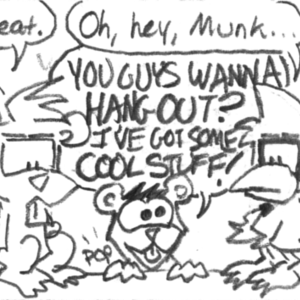 eat.
Oh, hey, Munk...
YOU GUYS WANNA
HANG OUT?
I'VE GOT SOME
COOL STUFF!
POP